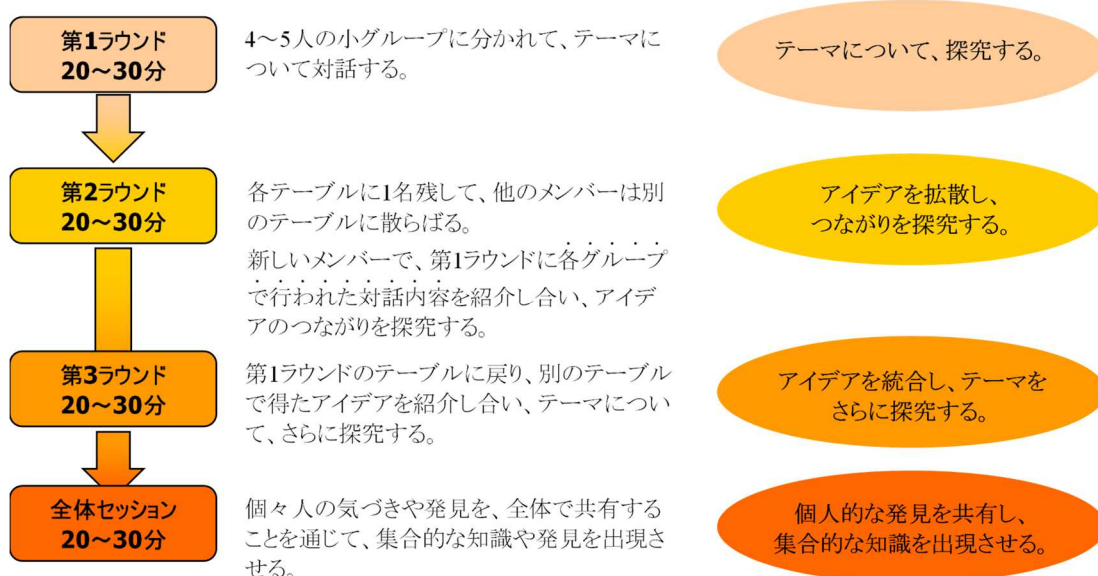 第1ラウンド
20～30分
4～5人の小グループに分かれて、テーマに
ついて対話する。
テーマについて、探究する。
第2ラウンド
20～30分
各テーブルに1名残して、他のメンバーは別
のテーブルに散らばる。
新しいメンバーで、第1ラウンドに各グループ
で行われた対話内容を紹介し合い、アイデ
アのつながりを探究する。
アイデアを拡散し、
つながりを探究する。
第3ラウンド
20～30分
第1ラウンドのテーブルに戻り、別のテーブル
で得たアイデアを紹介し合い、テーマについ
て、さらに探究する。
アイデアを統合し、テーマを
さらに探究する。
全体セッション
20～30分
個々人の気づきや発見を、全体で共有する
ことを通じて、集合的な知識や発見を出現さ
せる。
個人的な発見を共有し、
集合的な知識を出現させる。